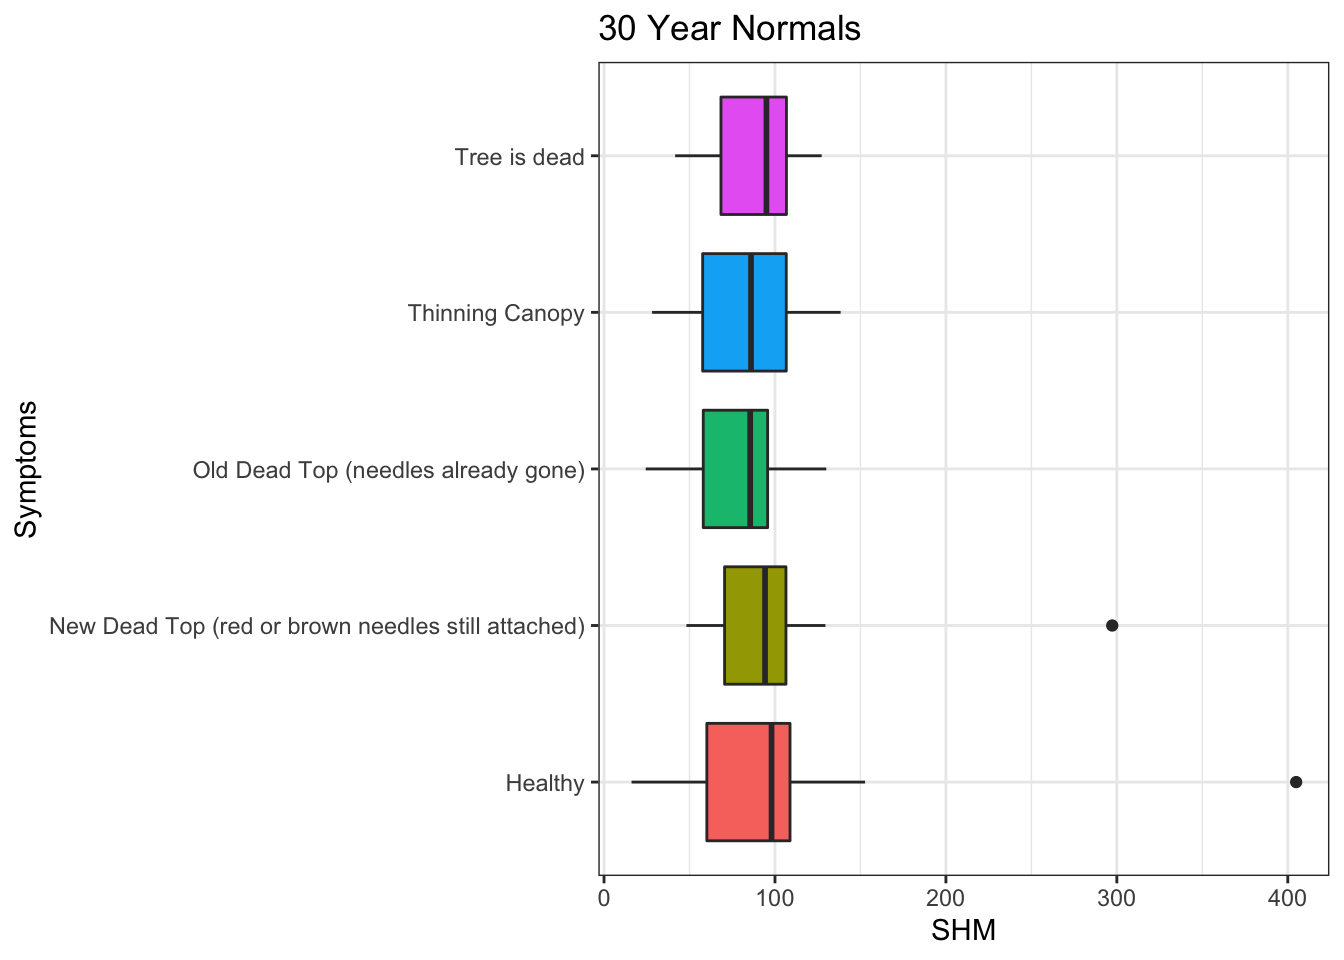 30 Year Normals
Symptoms
Tree is dead
Thinning Canopy
Old Dead Top (needles already gone)
New Dead Top (red or brown needles still attached)
Healthy
0 100 200 300 400
SHM